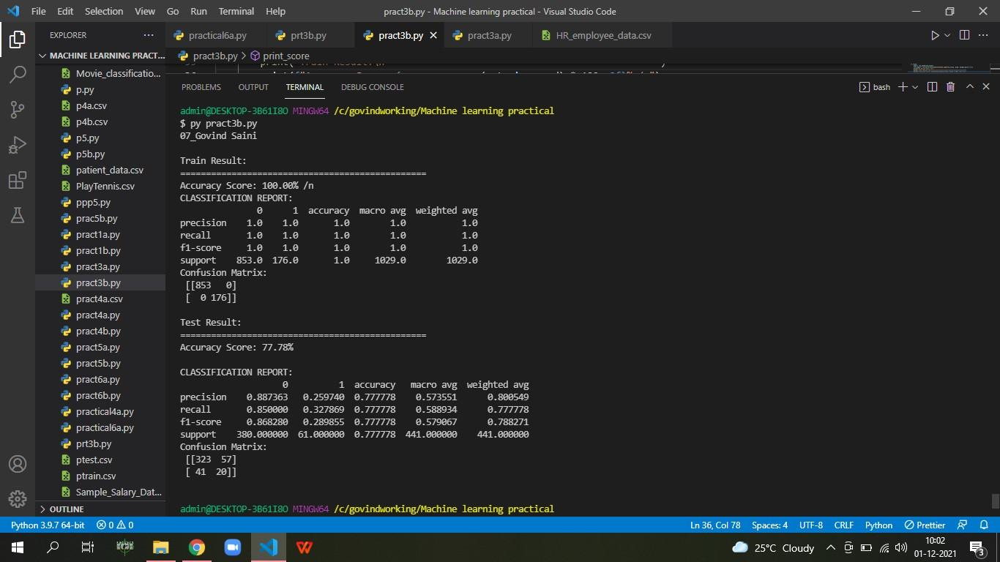 File Edit Selection View Go Run Terminal Help pract3b.py - Machine learning practical - Visual Studio Code
EXPLORER
practical6a.py prt3b.py pract3b.py pract3a.py HR_employee_data.csv
MACHINE LEARNING PRACT...
pract3b.py > print_score
Movie_classificatio...
p.py
p4a.csv
p4b.csv
p5.py
p5b.py
patient_data.csv
PlayTennis.csv
ppp5.py
prac5b.py
pract1a.py
pract1b.py
pract3a.py
pract3b.py
pract4a.csv
pract4a.py
pract4b.py
pract5a.py
pract5b.py
pract6a.py
pract6b.py
practical4a.py
practical6a.py
prt3b.py
ptest.csv
ptrain.csv
Sample_Salary_Dat...
OUTLINE
PROBLEMS OUTPUT TERMINAL DEBUG CONSOLE bash
admin@DESKTOP-3B61I8O MINGW64 /c/govindworking/Machine learning practical
$ py pract3b.py
07_Govind Saini
Train Result:
================================================
Accuracy Score: 100.00% /n
CLASSIFICATION REPORT:
0 1 accuracy macro avg weighted avg
precision 1.0 1.0 1.0 1.0 1.0
recall 1.0 1.0 1.0 1.0 1.0
f1-score 1.0 1.0 1.0 1.0 1.0
support 853.0 176.0 1.0 1029.0 1029.0
Confusion Matrix:
[[853 0]
[ 0 176]]
Test Result:
================================================
Accuracy Score: 77.78%
CLASSIFICATION REPORT:
0 1 accuracy macro avg weighted avg
precision 0.887363 0.259740 0.777778 0.573551 0.800549
recall 0.850000 0.327869 0.777778 0.588934 0.777778
f1-score 0.868280 0.289855 0.777778 0.579067 0.788271
support 380.000000 61.000000 0.777778 441.000000 441.000000
Confusion Matrix:
[[323 57]
[ 41 20]]
admin@DESKTOP-3B61I8O MINGW64 /c/govindworking/Machine learning practical
Python 3.9.7 64-bit 0 0 Ln 36, Col 78 Spaces: 4 UTF-8 CRLF Python Prettier
25°C Cloudy 10:02
01-12-2021 3